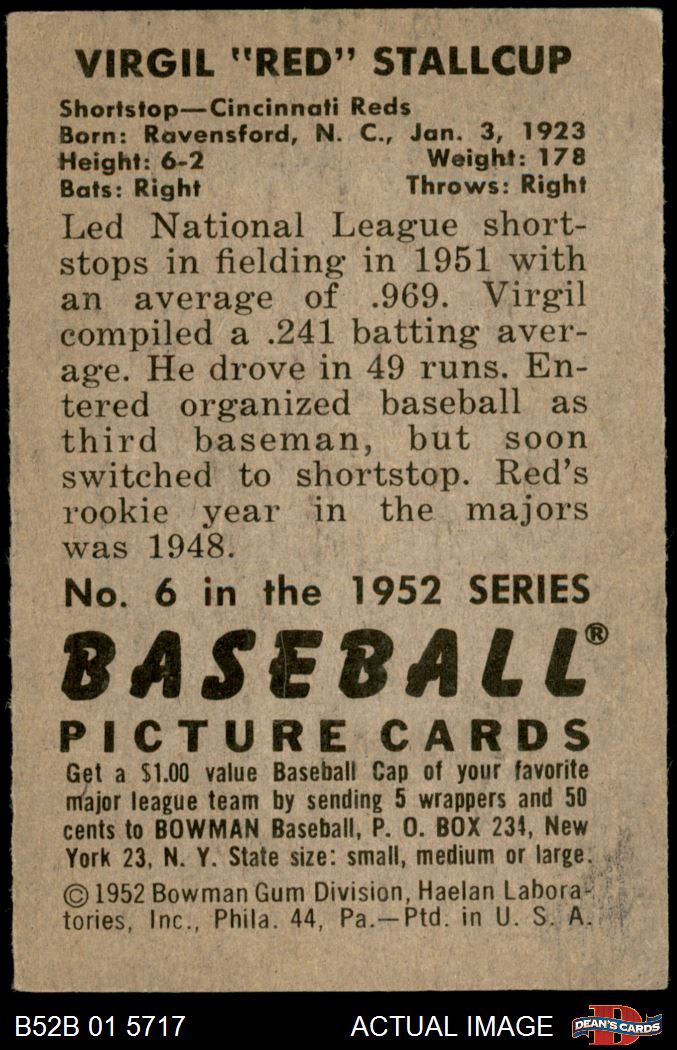 VIRGIL "RED" STALLCUP
Shortstop—Cincinnati Reds
Born: Ravensford, N. C., Jan. 3, 1923
Height: 6-2 Weight: 178
Bats: Right Throws: Right
Led National League short-
stops in fielding in 1951 with
an average of .969. Virgil
compiled a .241 batting aver-
age. He drove in 49 runs. En-
tered organized baseball as
third baseman, but soon
switched to shortstop. Red's
rookie year in the majors
was 1948.
No. 6 in the 1952 SERIES
BASEBALL®
PICTURE CARDS
Get a $1.00 value Baseball Cap of your favorite
major league team by sending 5 wrappers and 50
cents to BOWMAN Baseball, P. O. BOX 234, New
York 23, N. Y. State size: small, medium or large.
© 1952 Bowman Gum Division, Haelan Labora-
tories, Inc., Phila. 44, Pa.—Ptd. in U. S. A.
B52B 01 5717 ACTUAL IMAGE D DEAN'S CARDS